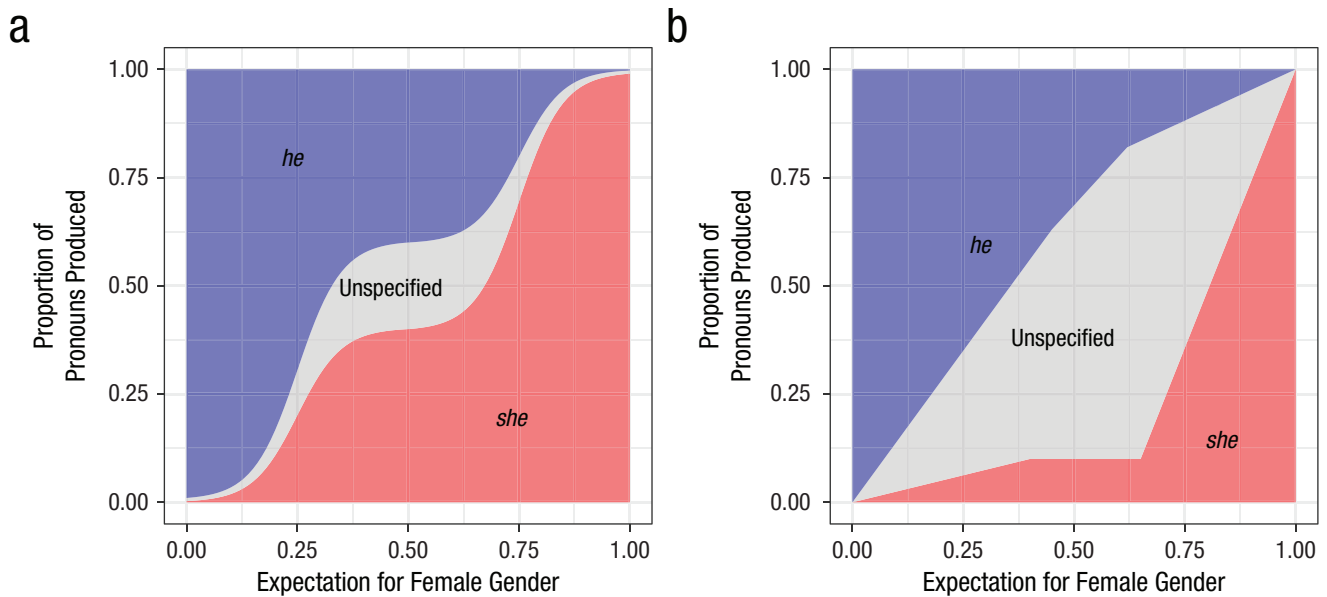 a
Proportion of
Pronouns Produced
1.00
0.75
0.50
0.25
0.00
he
Unspecified
she
0.00 0.25 0.50 0.75 1.00
Expectation for Female Gender
b
Proportion of
Pronouns Produced
1.00
0.75
0.50
0.25
0.00
he
Unspecified
she
0.00 0.25 0.50 0.75 1.00
Expectation for Female Gender